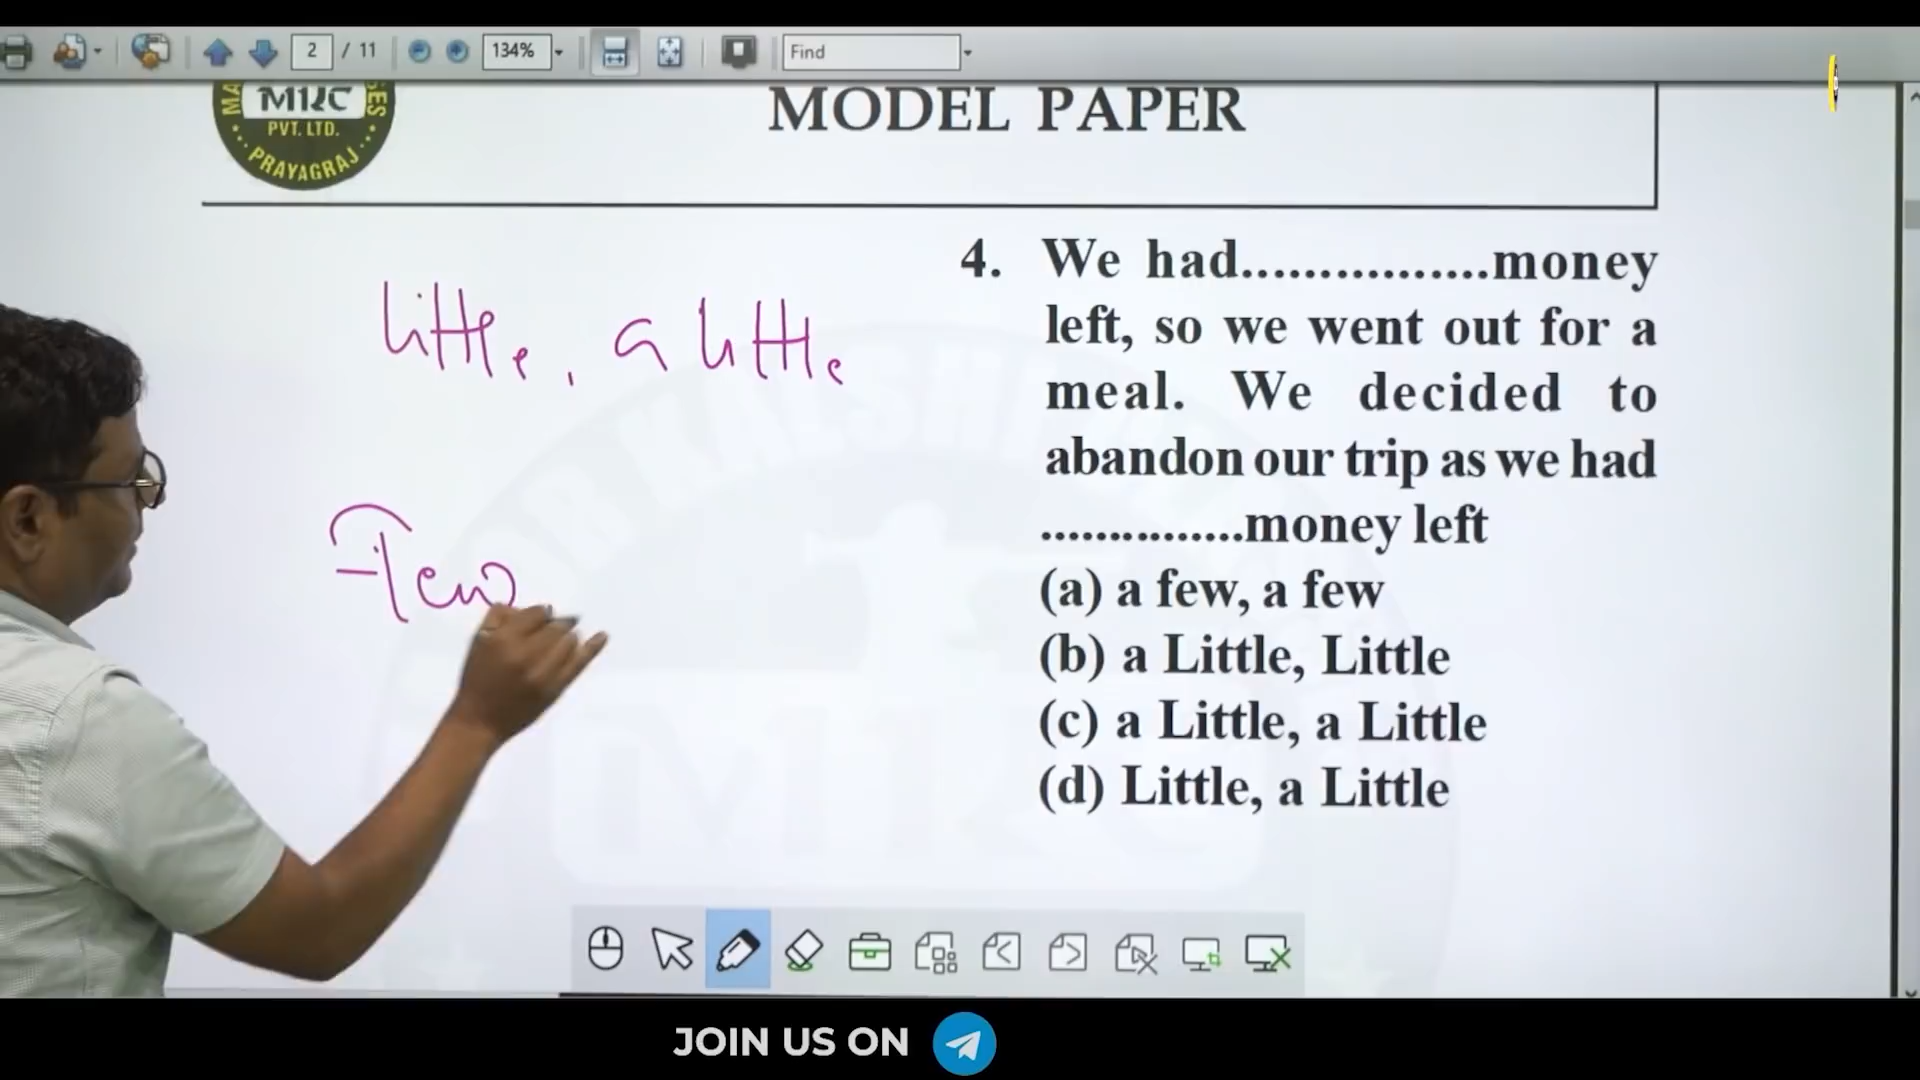 2 / 11 134% Find
MRC
PVT. LTD.
PRAYAGRAJ
MODEL PAPER
little, a little
few
4. We had................money
left, so we went out for a
meal. We decided to
abandon our trip as we had
...............money left
(a) a few, a few
(b) a Little, Little
(c) a Little, a Little
(d) Little, a Little
JOIN US ON